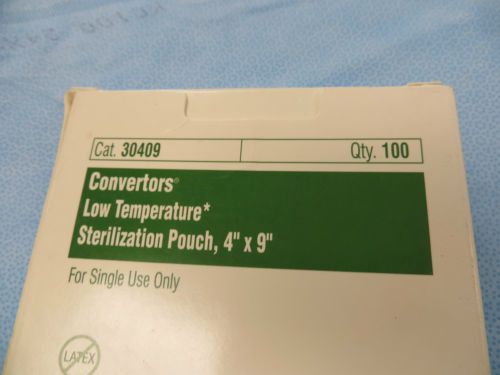 Cat. 30409 Qty. 100
Convertors®
Low Temperature*
Sterilization Pouch, 4" x 9"
For Single Use Only
LATEX